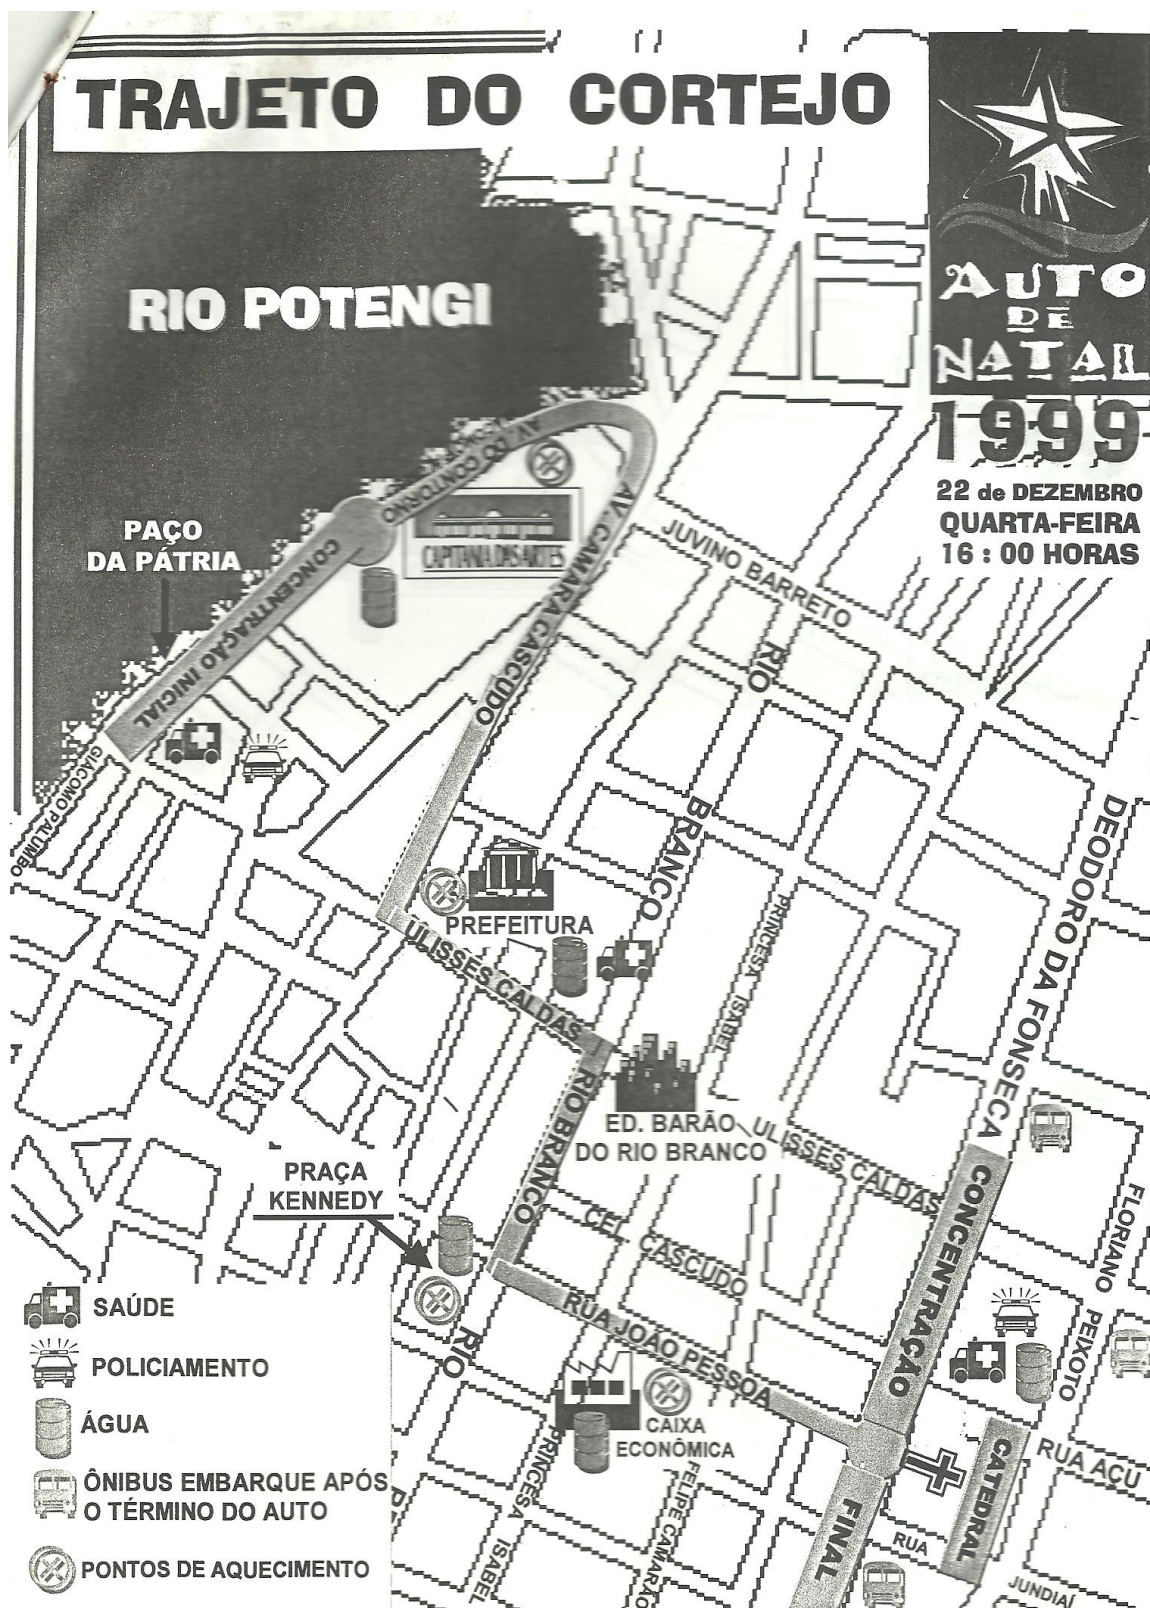 TRAJETO DO CORTEJO
AUTO
DE
NATAL
1999
22 de DEZEMBRO
QUARTA-FEIRA
16 : 00 HORAS
RIO POTENGI
PAÇO
DA PÁTRIA
AV. DO CONTORNO
CAPITANIA DAS ARTES
CONCENTRAÇÃO INICIAL
AV. CAMARA CASCUDO
JUVINO BARRETO
RIO
BRANCO
GIACOMO PALUMBO
DEODORO DA FONSECA
PREFEITURA
PRINCESA ISABEL
ULISSES CALDAS
RIO BRANCO
ED. BARÃO
DO RIO BRANCO
ULISSES CALDAS
PRAÇA
KENNEDY
CEL CASCUDO
CONCENTRAÇÃO
FLORIANO PEIXOTO
RUA JOÃO PESSOA
RIO
CAIXA
ECONÔMICA
PRINCESA ISABEL
FELIPE CAMARÃO
CATEDRAL
RUA AÇU
FINAL
RUA
JUNDIAÍ
SAÚDE
POLICIAMENTO
ÁGUA
ÔNIBUS EMBARQUE APÓS
O TÉRMINO DO AUTO
PONTOS DE AQUECIMENTO